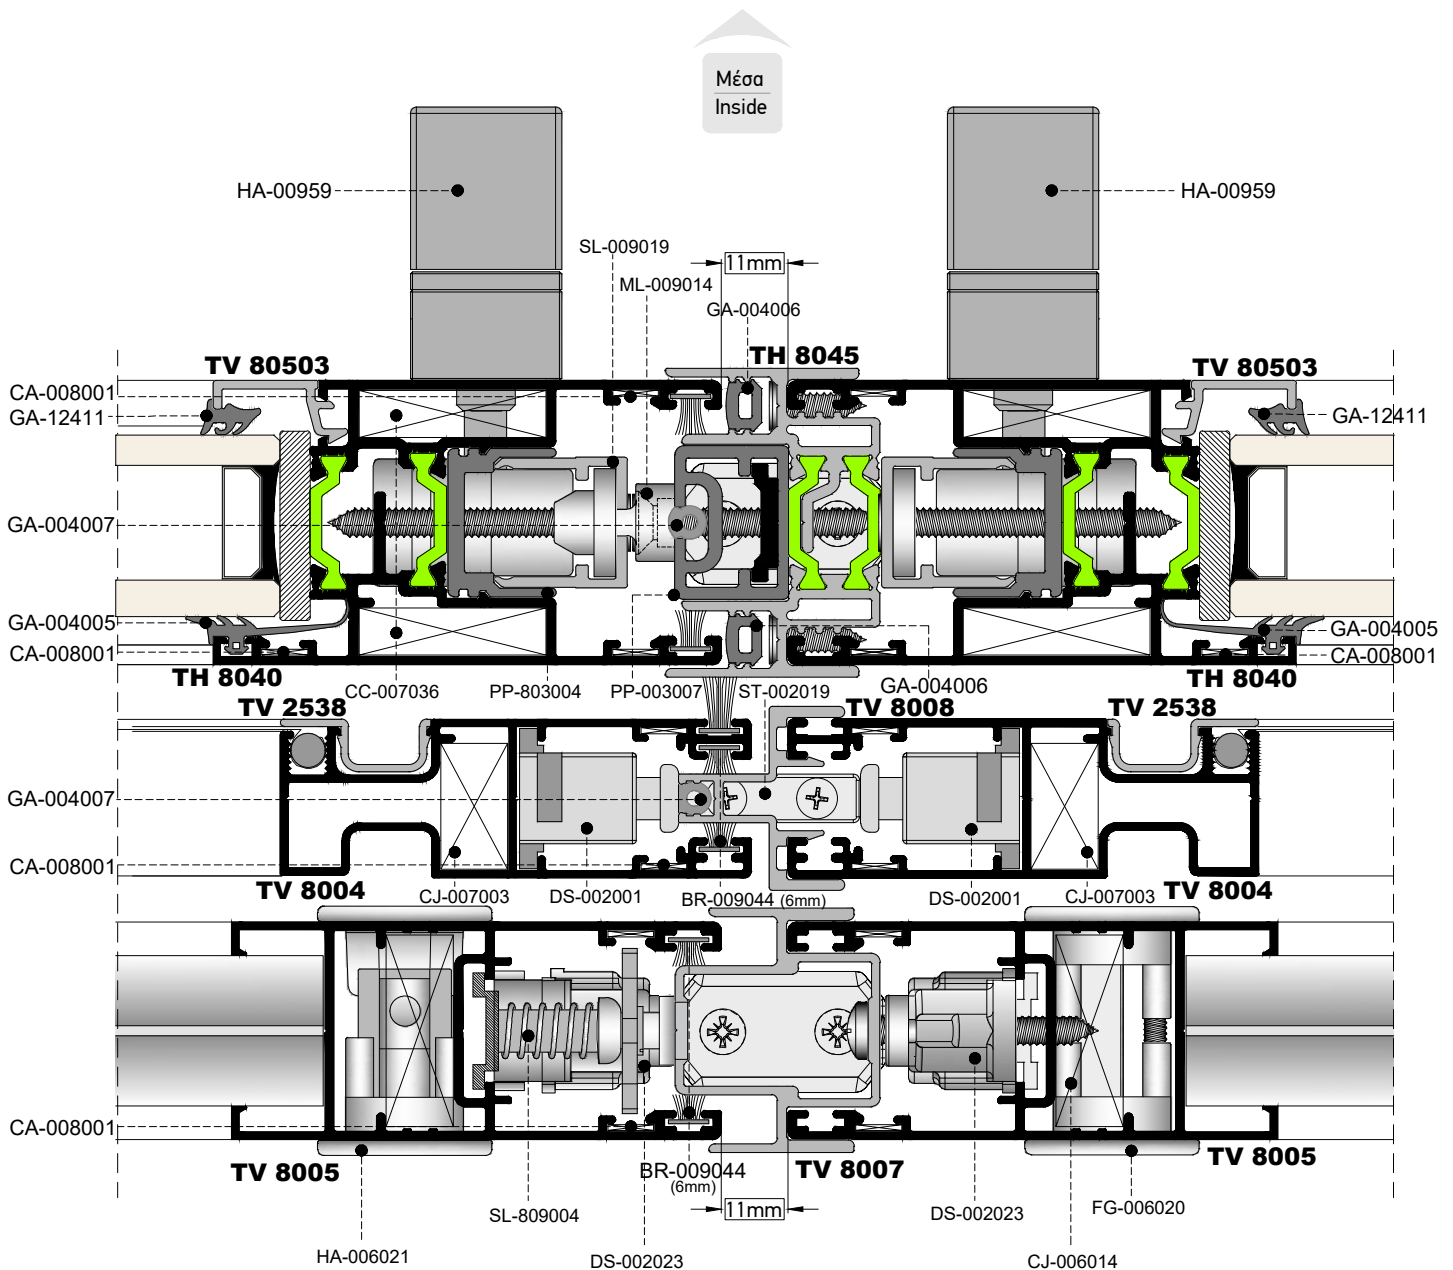 Μέσα
Inside
HA-00959
HA-00959
SL-009019
11mm
ML-009014
GA-004006
TV 80503
TH 8045
TV 80503
CA-008001
GA-12411
GA-12411
GA-004007
GA-004005
GA-004005
CA-008001
CA-008001
TH 8040
TH 8040
CC-007036
PP-803004
PP-003007
ST-002019
GA-004006
TV 2538
TV 8008
TV 2538
GA-004007
CA-008001
TV 8004
CJ-007003
DS-002001
BR-009044 (6mm)
DS-002001
CJ-007003
TV 8004
CA-008001
TV 8005
BR-009044
(6mm)
TV 8007
TV 8005
11mm
SL-809004
DS-002023
FG-006020
HA-006021
DS-002023
CJ-006014